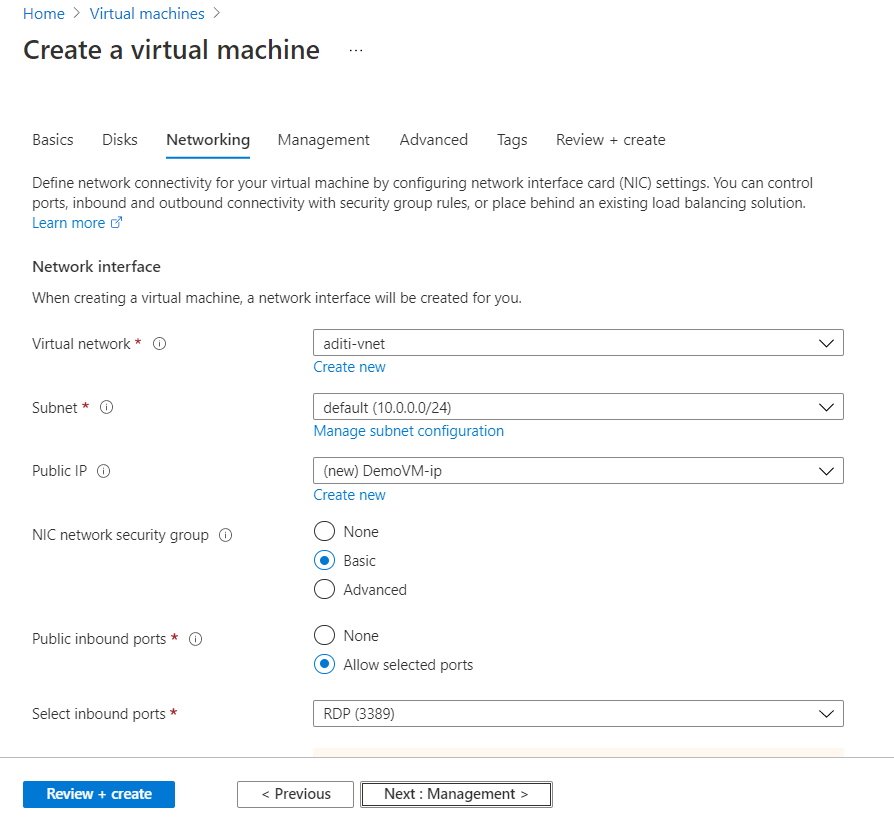 Home > Virtual machines >
Create a virtual machine ...
Basics Disks Networking Management Advanced Tags Review + create
Define network connectivity for your virtual machine by configuring network interface card (NIC) settings. You can control
ports, inbound and outbound connectivity with security group rules, or place behind an existing load balancing solution.
Learn more
Network interface
When creating a virtual machine, a network interface will be created for you.
Virtual network * aditi-vnet
Create new
Subnet * default (10.0.0.0/24)
Manage subnet configuration
Public IP (new) DemoVM-ip
Create new
NIC network security group None
Basic
Advanced
Public inbound ports * None
Allow selected ports
Select inbound ports * RDP (3389)
Review + create < Previous Next : Management >